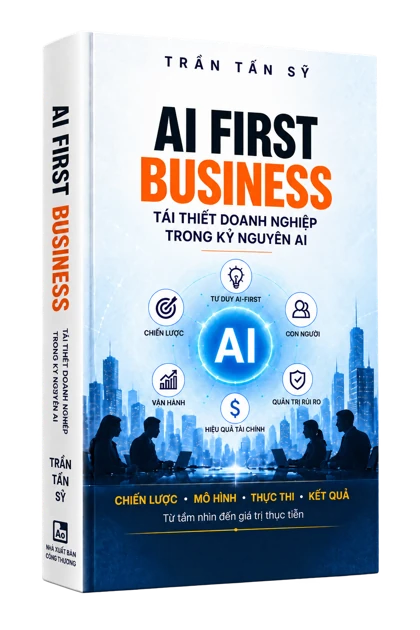 TRẦN TẤN SỸ
AI FIRST
BUSINESS
TÁI THIẾT DOANH NGHIỆP
TRONG KỶ NGUYÊN AI
TƯ DUY AI-FIRST
CHIẾN LƯỢC
CON NGƯỜI
AI
VẬN HÀNH
QUẢN TRỊ RỦI RO
$
HIỆU QUẢ TÀI CHÍNH
CHIẾN LƯỢC • MÔ HÌNH • THỰC THI • KẾT QUẢ
Từ tầm nhìn đến giá trị thực tiễn
AI FIRST BUSINESS
TÁI THIẾT DOANH NGHIỆP
TRONG KỶ NGUYÊN AI
TRẦN
TẤN
SỸ
NHÀ XUẤT BẢN
CÔNG THƯƠNG